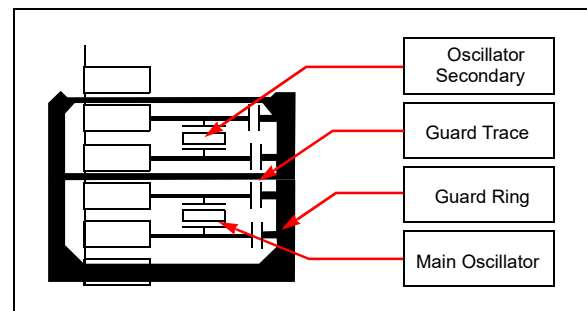 Oscillator
Secondary
Guard Trace
Guard Ring
Main Oscillator